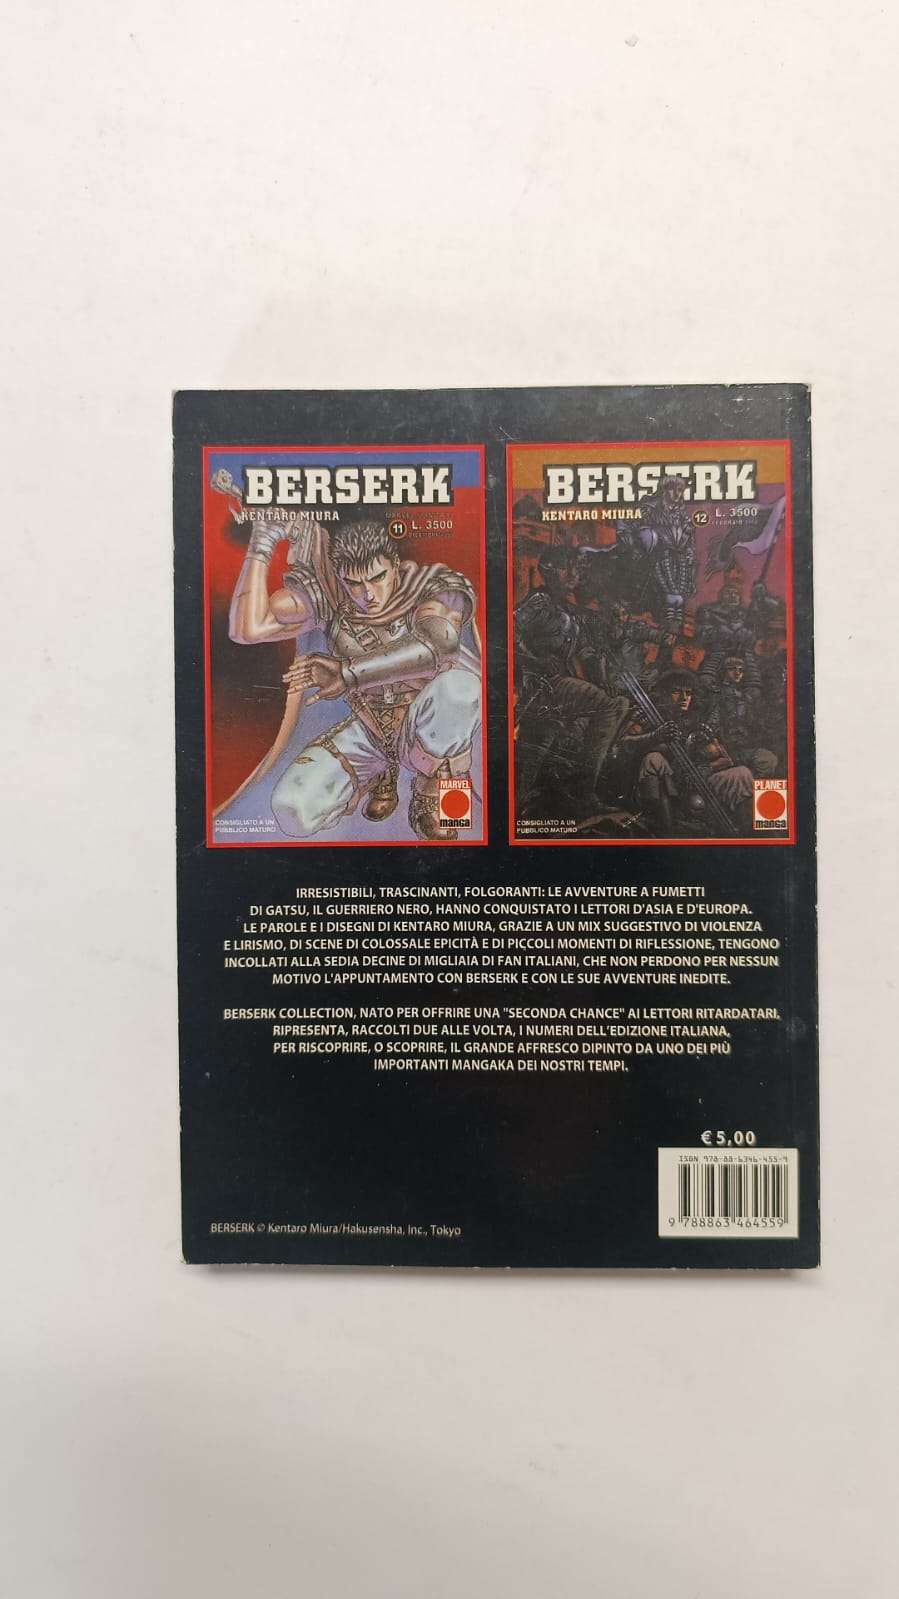 BERSERK
KENTARO MIURA
11
L. 3500
CONSIGLIATO A UN
PUBBLICO MATURO
MARVEL
manga
BERSERK
KENTARO MIURA
12
L. 3500
CONSIGLIATO A UN
PUBBLICO MATURO
PLANET
manga
IRRESISTIBILI, TRASCINANTI, FOLGORANTI: LE AVVENTURE A FUMETTI
DI GATSU, IL GUERRIERO NERO, HANNO CONQUISTATO I LETTORI D'ASIA E D'EUROPA.
LE PAROLE E I DISEGNI DI KENTARO MIURA, GRAZIE A UN MIX SUGGESTIVO DI VIOLENZA
E LIRISMO, DI SCENE DI COLOSSALE EPICITÀ E DI PICCOLI MOMENTI DI RIFLESSIONE, TENGONO
INCOLLATI ALLA SEDIA DECINE DI MIGLIAIA DI FAN ITALIANI, CHE NON PERDONO PER NESSUN
MOTIVO L'APPUNTAMENTO CON BERSERK E CON LE SUE AVVENTURE INEDITE.
BERSERK COLLECTION, NATO PER OFFRIRE UNA "SECONDA CHANCE" AI LETTORI RITARDATARI,
RIPRESENTA, RACCOLTI DUE ALLE VOLTA, I NUMERI DELL'EDIZIONE ITALIANA,
PER RISCOPRIRE, O SCOPRIRE, IL GRANDE AFFRESCO DIPINTO DA UNO DEI PIÙ
IMPORTANTI MANGAKA DEI NOSTRI TEMPI.
€ 5,00
ISBN 978-88-6346-455-9
9 788863 464559
BERSERK © Kentaro Miura/Hakusensha, Inc., Tokyo